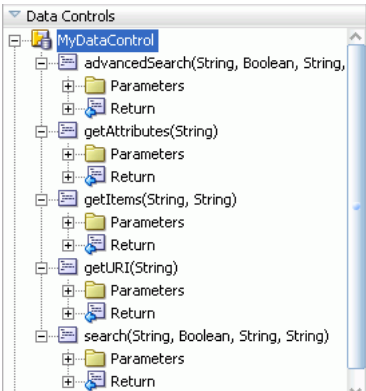 Data Controls
MyDataControl
advancedSearch(String, Boolean, String,
Parameters
Return
getAttributes(String)
Parameters
Return
getItems(String, String)
Parameters
Return
getURI(String)
Parameters
Return
search(String, Boolean, String, String)
Parameters
Return